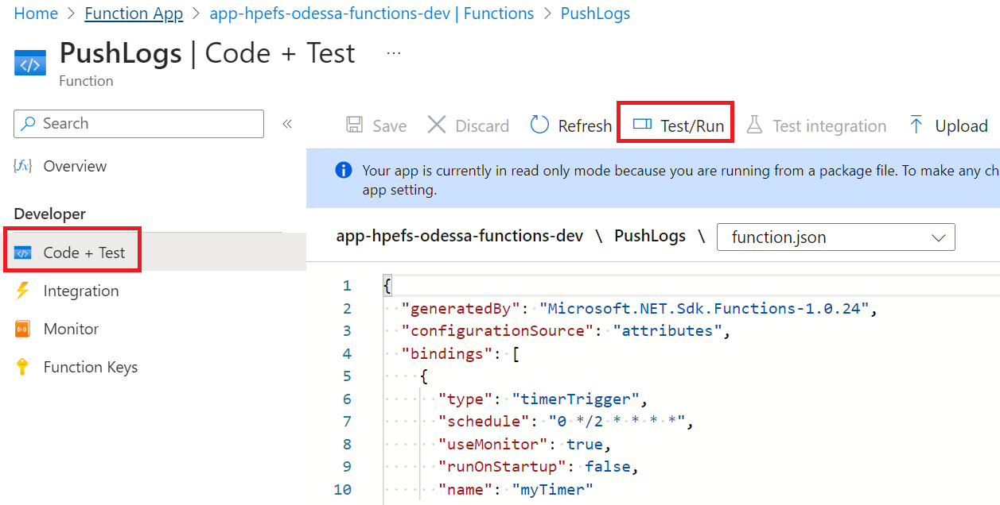 Home > Function App > app-hpefs-odessa-functions-dev | Functions > PushLogs
PushLogs | Code + Test ...
Function
Search «
Save Discard Refresh Test/Run Test integration Upload
{fx} Overview
Your app is currently in read only mode because you are running from a package file. To make any ch
app setting.
Developer
Code + Test
Integration
Monitor
Function Keys
app-hpefs-odessa-functions-dev \ PushLogs \ function.json
1 {
2 "generatedBy": "Microsoft.NET.Sdk.Functions-1.0.24",
3 "configurationSource": "attributes",
4 "bindings": [
5 {
6 "type": "timerTrigger",
7 "schedule": "0 */2 * * * *",
8 "useMonitor": true,
9 "runOnStartup": false,
10 "name": "myTimer"